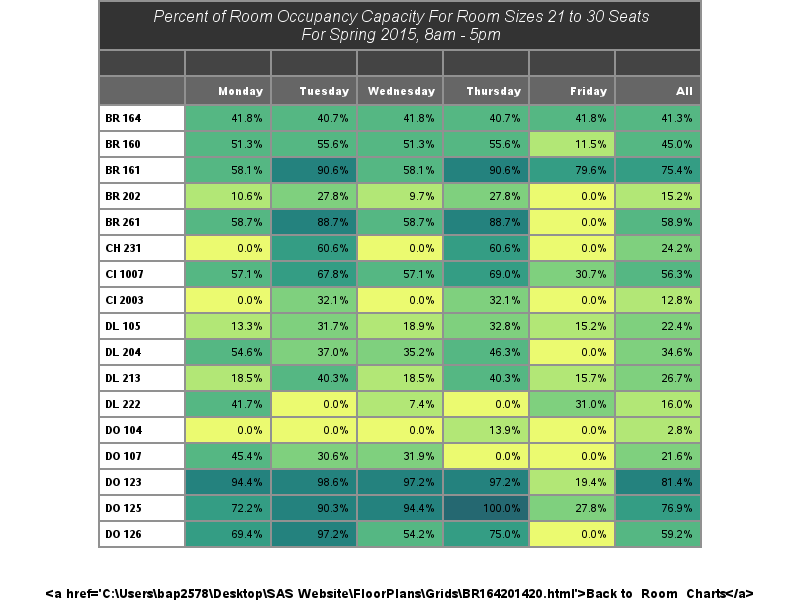 Percent of Room Occupancy Capacity For Room Sizes 21 to 30 Seats
For Spring 2015, 8am - 5pm
Monday Tuesday Wednesday Thursday Friday All
BR 164 41.8% 40.7% 41.8% 40.7% 41.8% 41.3%
BR 160 51.3% 55.6% 51.3% 55.6% 11.5% 45.0%
BR 161 58.1% 90.6% 58.1% 90.6% 79.6% 75.4%
BR 202 10.6% 27.8% 9.7% 27.8% 0.0% 15.2%
BR 261 58.7% 88.7% 58.7% 88.7% 0.0% 58.9%
CH 231 0.0% 60.6% 0.0% 60.6% 0.0% 24.2%
CI 1007 57.1% 67.8% 57.1% 69.0% 30.7% 56.3%
CI 2003 0.0% 32.1% 0.0% 32.1% 0.0% 12.8%
DL 105 13.3% 31.7% 18.9% 32.8% 15.2% 22.4%
DL 204 54.6% 37.0% 35.2% 46.3% 0.0% 34.6%
DL 213 18.5% 40.3% 18.5% 40.3% 15.7% 26.7%
DL 222 41.7% 0.0% 7.4% 0.0% 31.0% 16.0%
DO 104 0.0% 0.0% 0.0% 13.9% 0.0% 2.8%
DO 107 45.4% 30.6% 31.9% 0.0% 0.0% 21.6%
DO 123 94.4% 98.6% 97.2% 97.2% 19.4% 81.4%
DO 125 72.2% 90.3% 94.4% 100.0% 27.8% 76.9%
DO 126 69.4% 97.2% 54.2% 75.0% 0.0% 59.2%
<a href='C:\Users\bap2578\Desktop\SAS Website\FloorPlans\Grids\BR164201420.html'>Back to Room Charts</a>